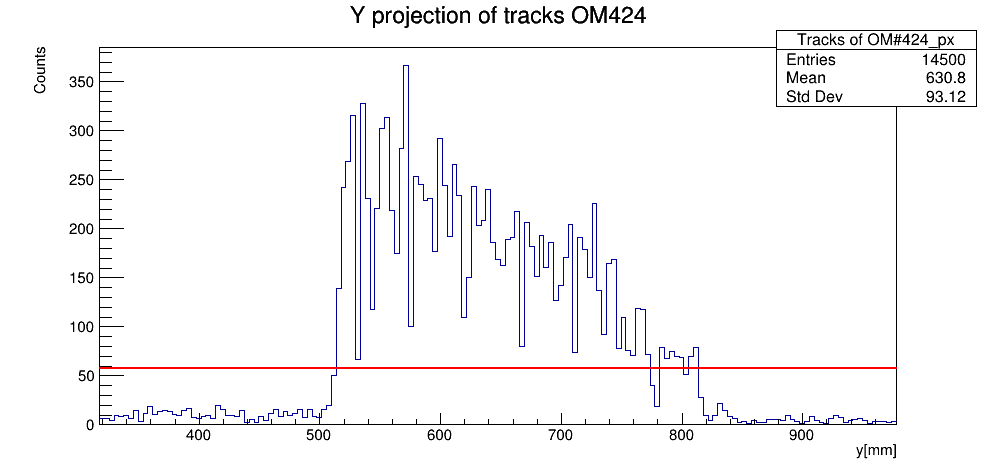 Y projection of tracks OM424
Tracks of OM#424_px
Entries 14500
Mean 630.8
Std Dev 93.12
Counts
350
300
250
200
150
100
50
0
400 500 600 700 800 900
y[mm]